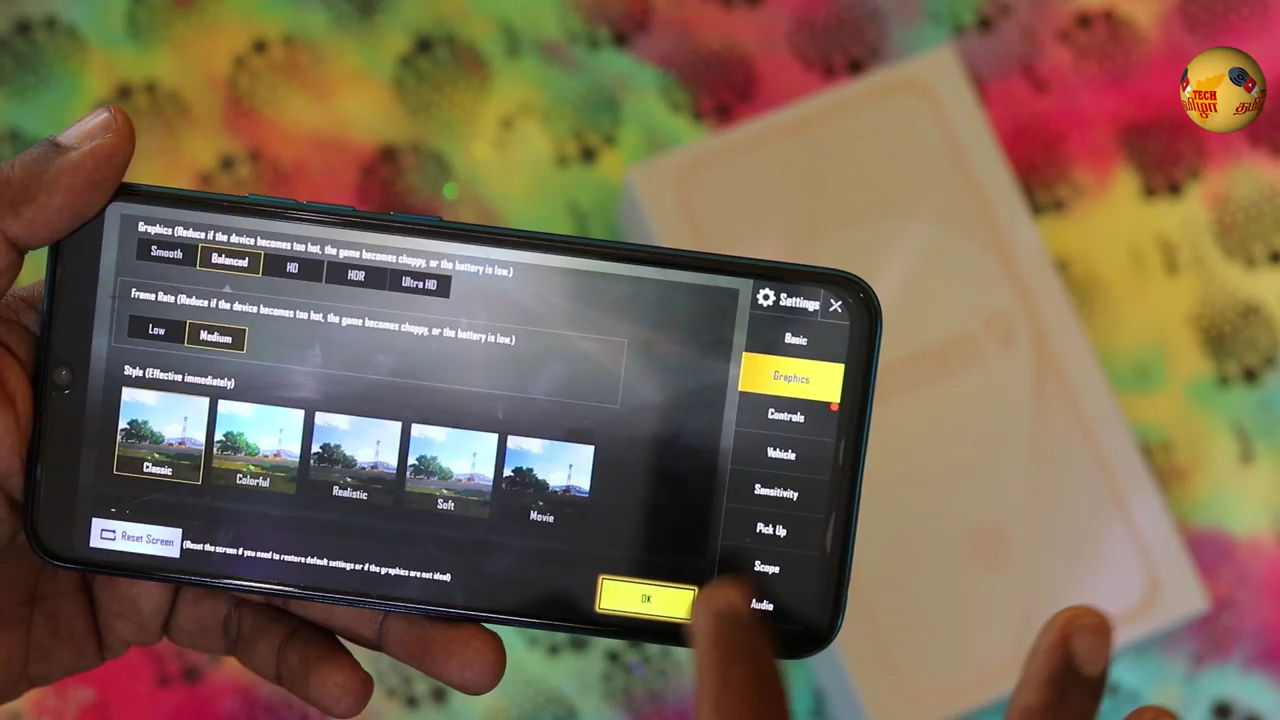 TECH
தமி
Graphics (Reduce if the device becomes too hot, the game becomes choppy, or the battery is low.)
Smooth Balanced HD HDR Ultra HD
Frame Rate (Reduce if the device becomes too hot, the game becomes choppy, or the battery is low.)
Low Medium
Style (Effective immediately)
Classic Colorful Realistic Soft Movie
Reset Screen (Reset the screen if you need to restore default settings or if the graphics are not ideal)
OK
Settings
Basic
Graphics
Controls
Vehicle
Sensitivity
Pick Up
Scope
Audio